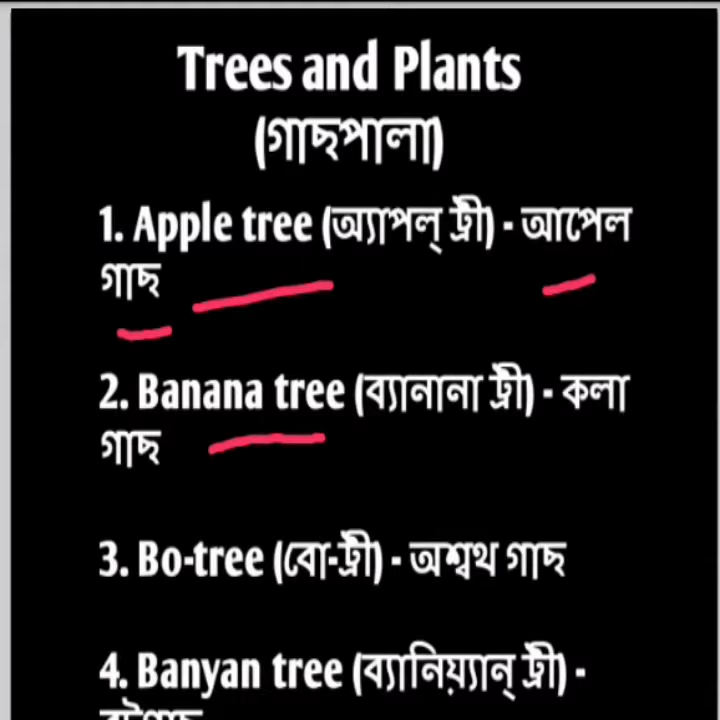 Trees and Plants
(গাছপালা)
1. Apple tree (অ্যাপল্ ট্রী) - আপেল
গাছ
2. Banana tree (ব্যানানা ট্রী) - কলা
গাছ
3. Bo-tree (বো-ট্রী) - অশ্বথ গাছ
4. Banyan tree (ব্যানিয়্যান্ ট্রী) -